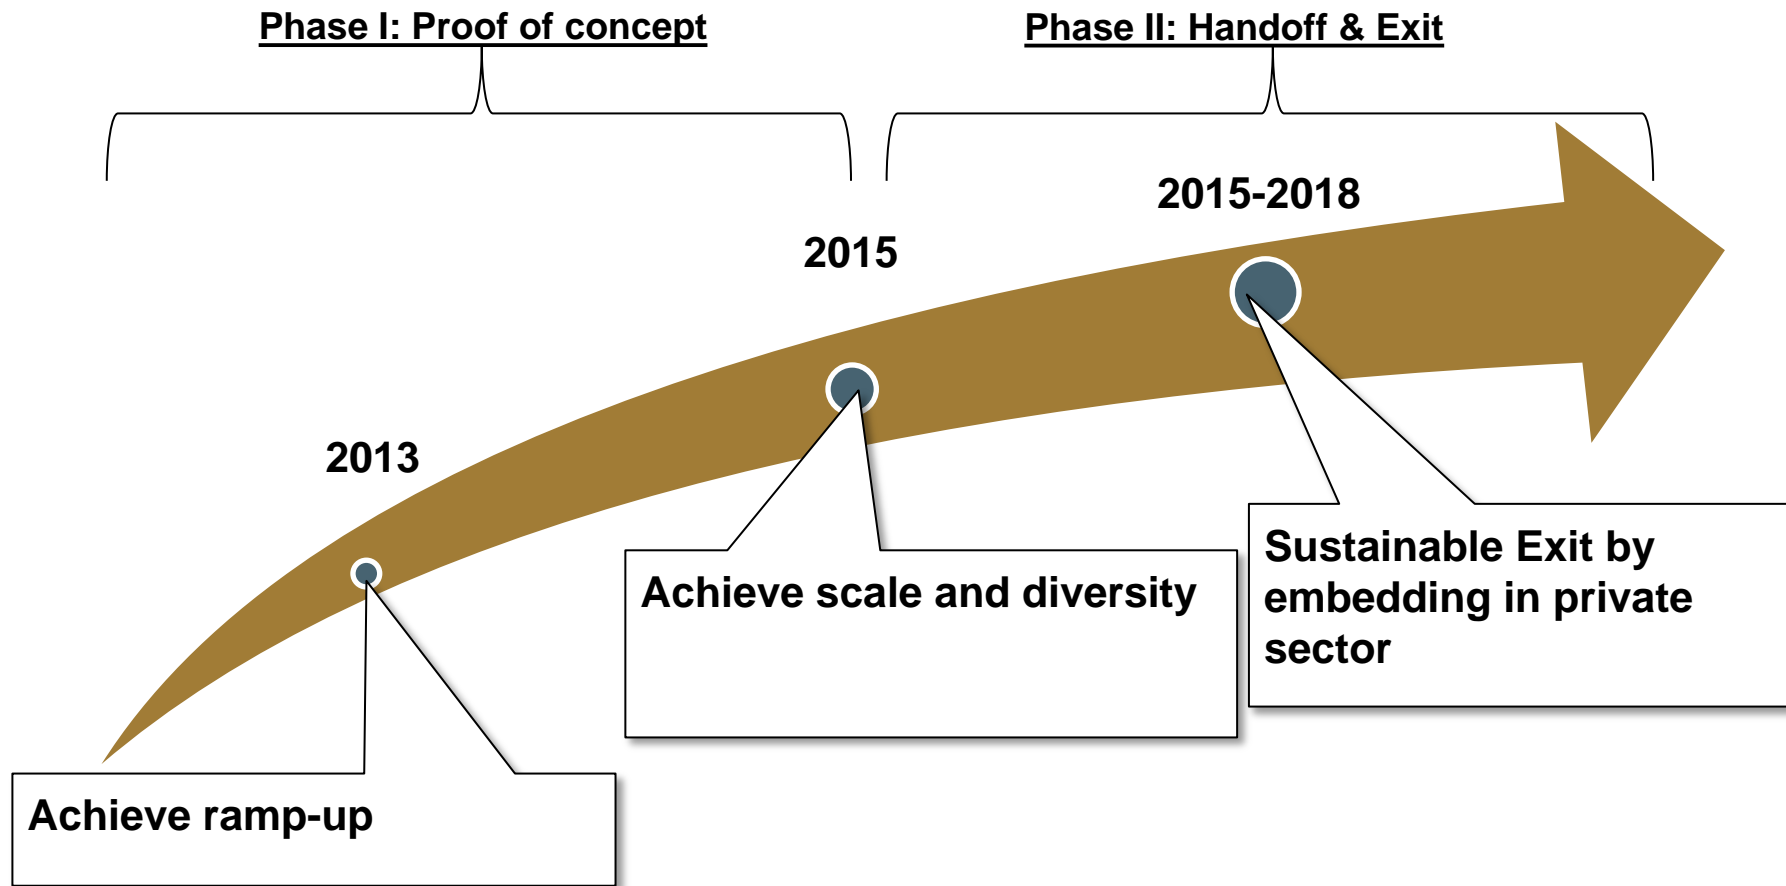 Phase I: Proof of concept
Phase II: Handoff & Exit
2015-2018
2015
2013
Sustainable Exit by
embedding in private
sector
Achieve scale and diversity
Achieve ramp-up